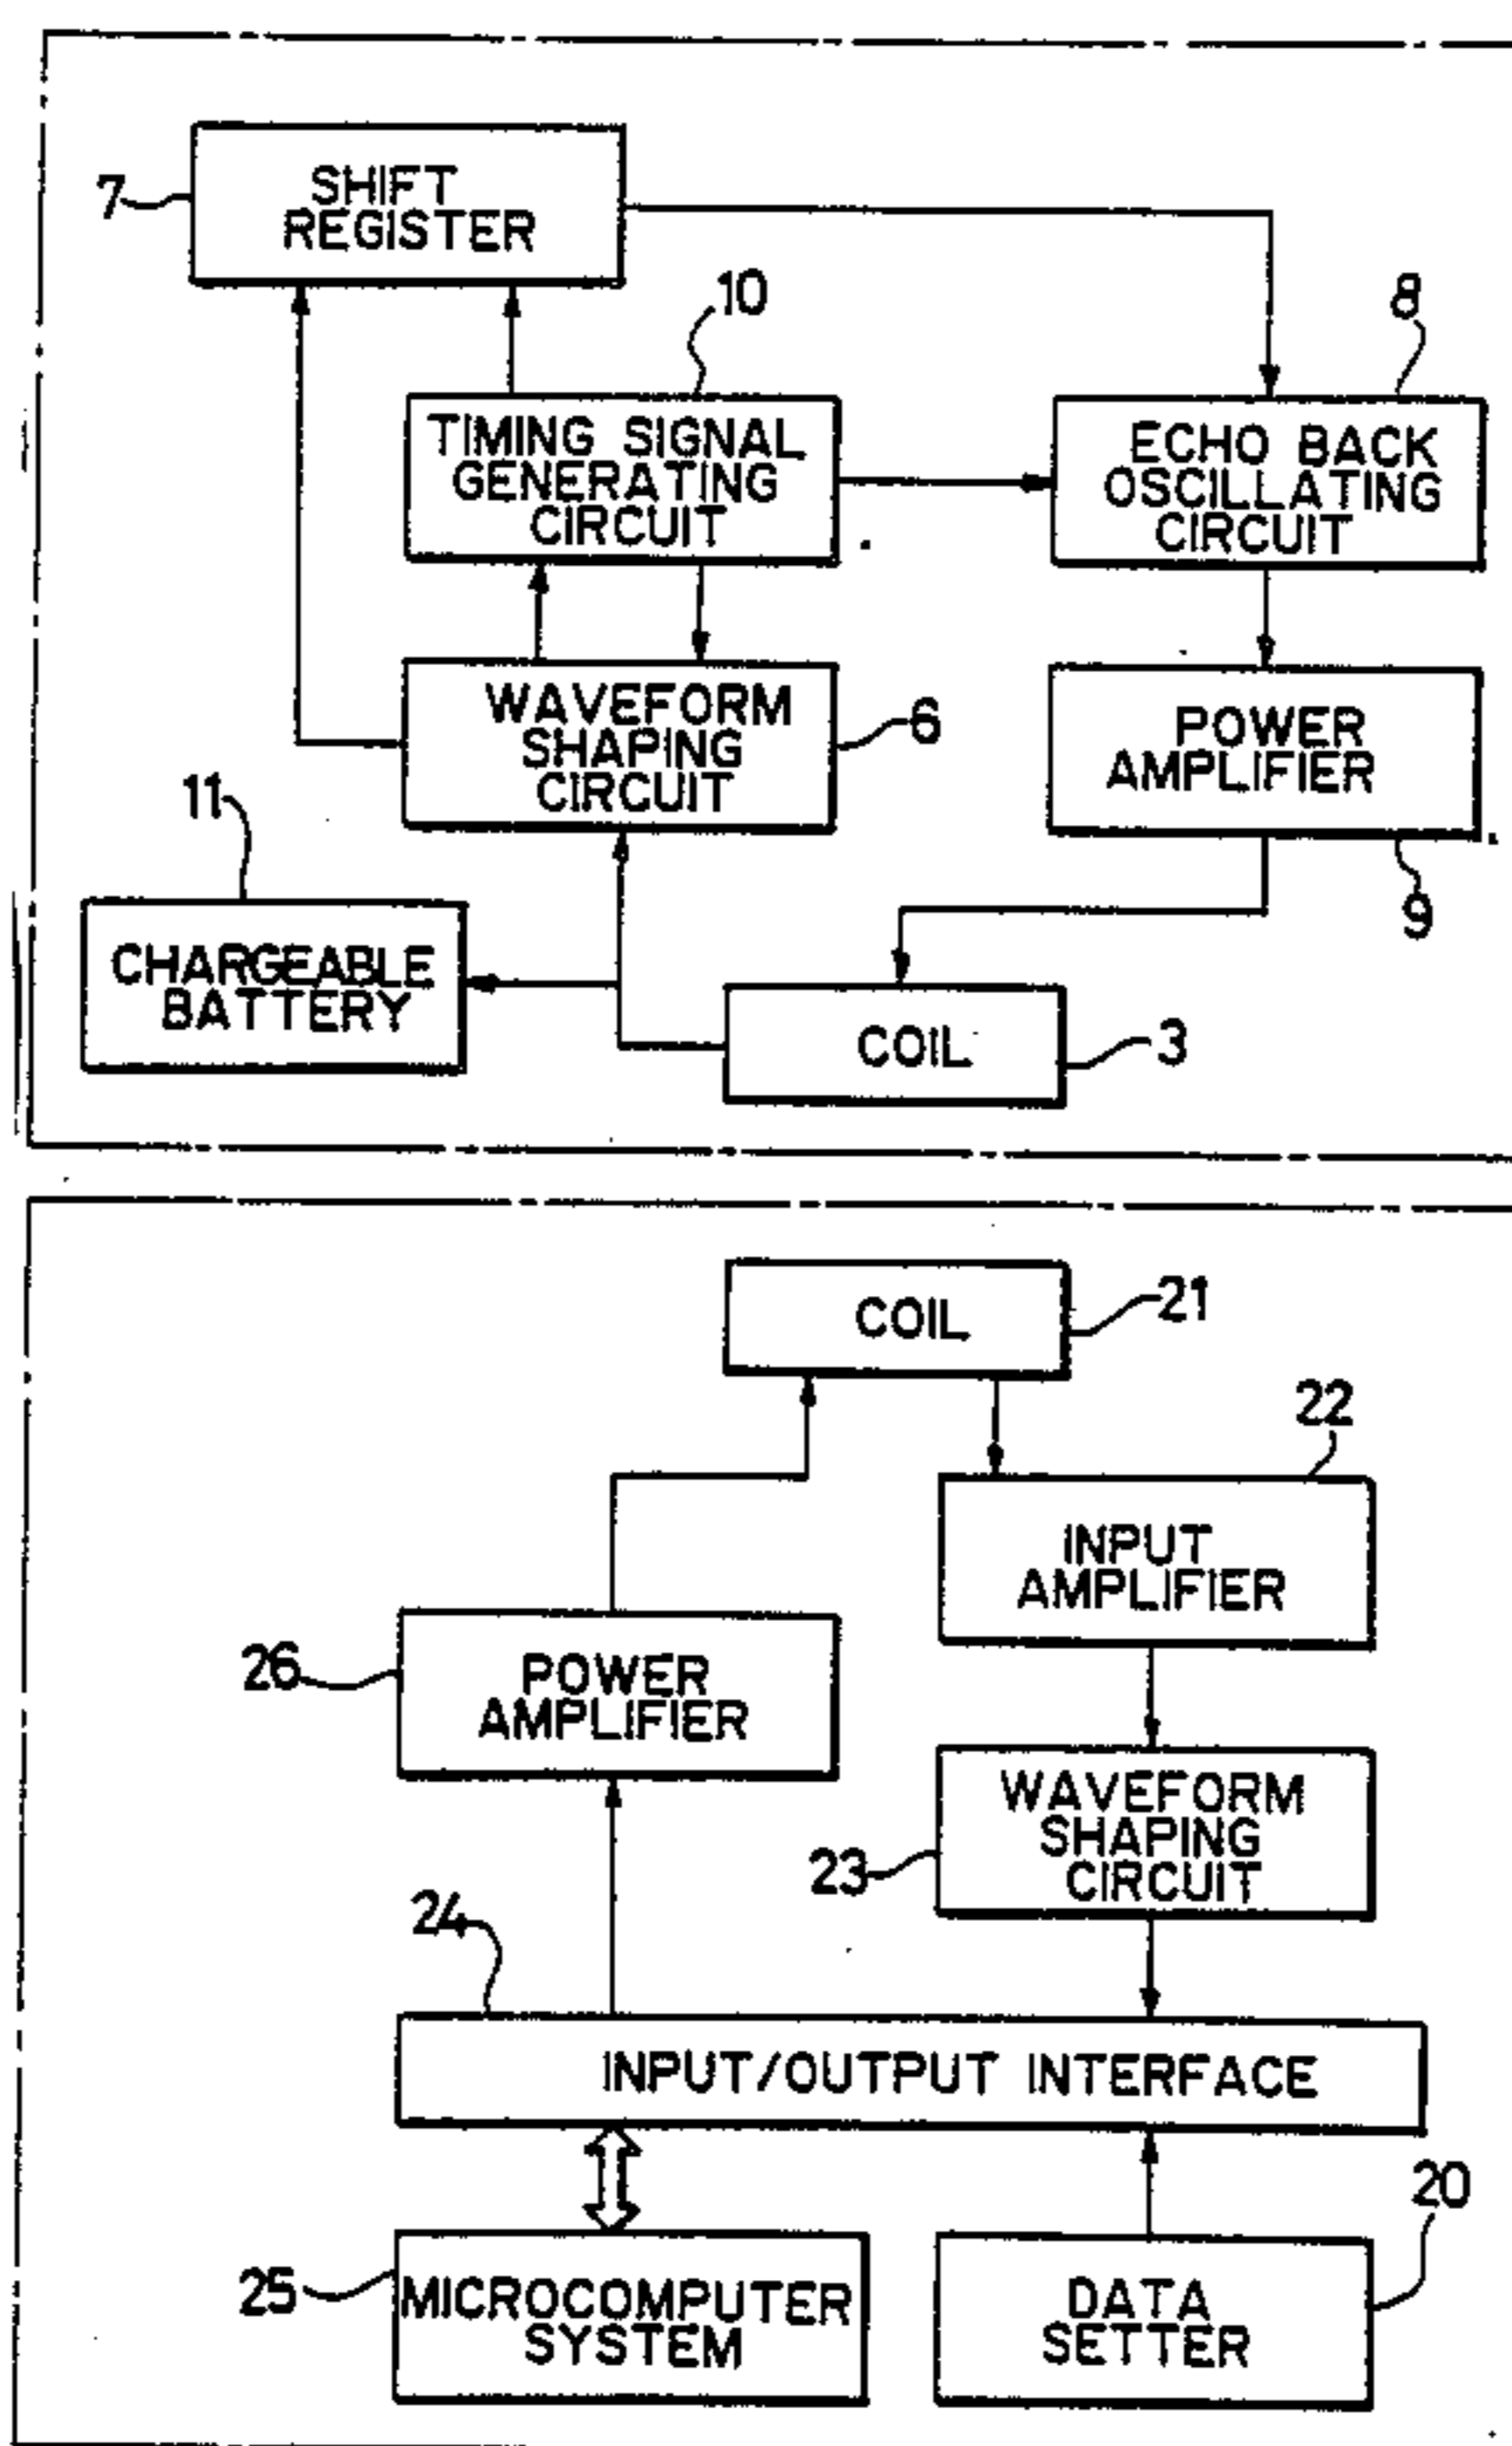 7
SHIFT
REGISTER
10
8
TIMING SIGNAL
GENERATING
CIRCUIT
ECHO BACK
OSCILLATING
CIRCUIT
WAVEFORM
SHAPING
CIRCUIT
6
POWER
AMPLIFIER
11
9
CHARGEABLE
BATTERY
COIL
3
COIL
21
22
INPUT
AMPLIFIER
26
POWER
AMPLIFIER
WAVEFORM
SHAPING
CIRCUIT
23
24
INPUT/OUTPUT INTERFACE
20
25
MICROCOMPUTER
SYSTEM
DATA
SETTER